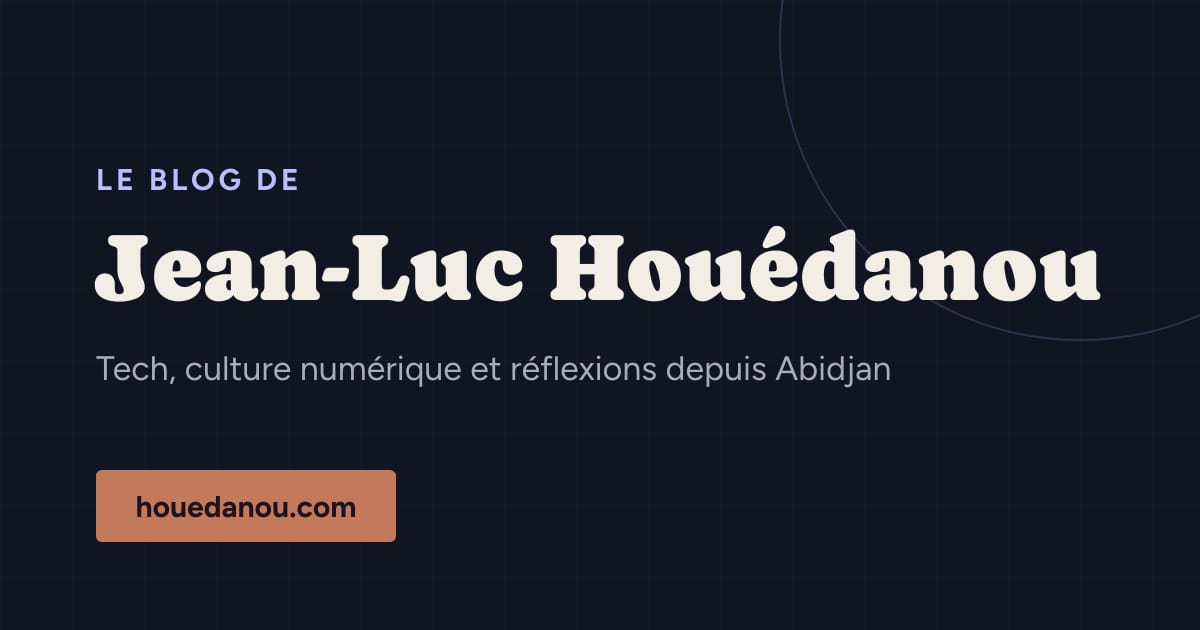 LE BLOG DE
Jean-Luc Houédanou
Tech, culture numérique et réflexions depuis Abidjan
houedanou.com